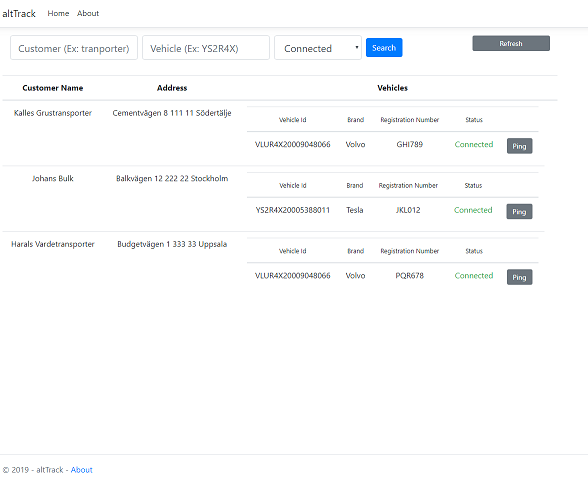 altTrack Home About
Customer (Ex: tranporter) Vehicle (Ex: YS2R4X) Connected Search Refresh
Customer Name Address Vehicles
Kalles Grustransporter Cementvägen 8 111 11 Södertälje
Vehicle Id Brand Registration Number Status
VLUR4X20009048066 Volvo GHI789 Connected Ping
Johans Bulk Balkvägen 12 222 22 Stockholm
Vehicle Id Brand Registration Number Status
YS2R4X20005388011 Tesla JKL012 Connected Ping
Harals Vardetransporter Budgetvägen 1 333 33 Uppsala
Vehicle Id Brand Registration Number Status
VLUR4X20009048066 Volvo PQR678 Connected Ping
© 2019 - altTrack - About